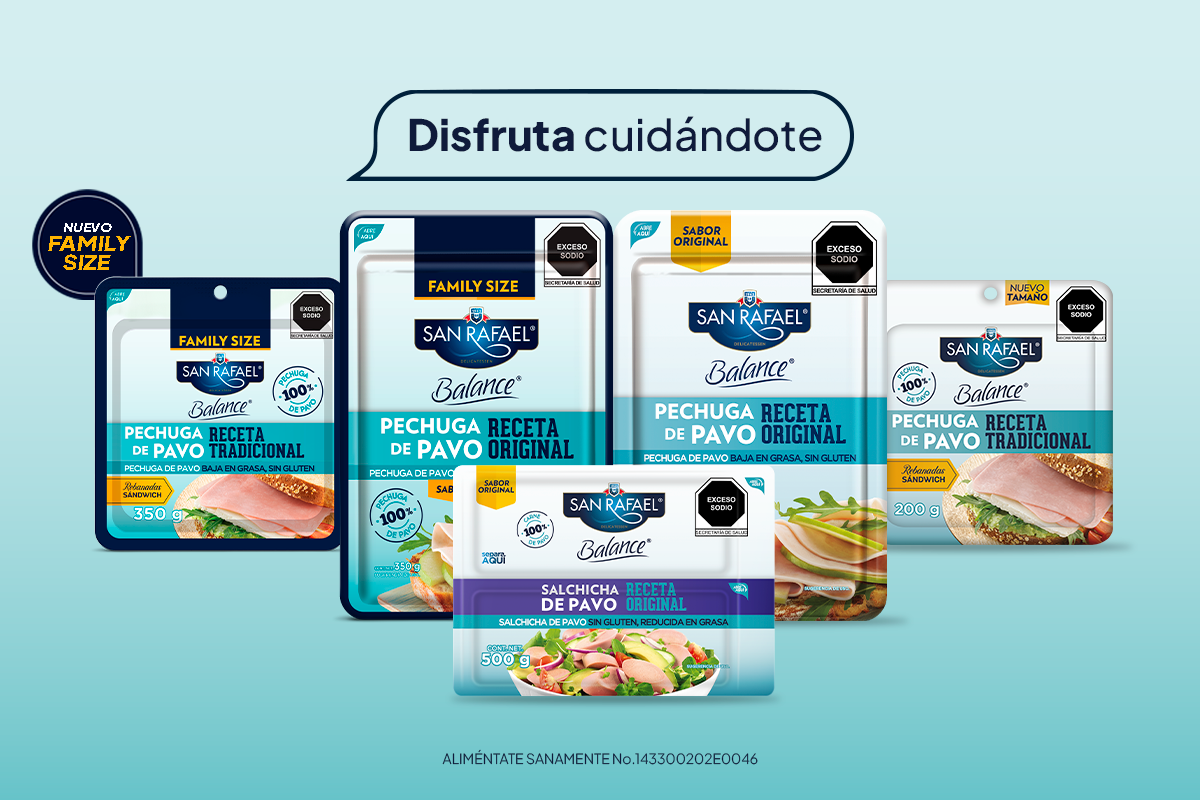 Disfruta cuidándote
NUEVO
FAMILY
SIZE
ABRE
AQUÍ
FAMILY SIZE
EXCESO
SODIO
SECRETARÍA DE SALUD
SAN RAFAEL®
Balance®
PECHUGA
100%
DE PAVO
PECHUGA
DE PAVO
RECETA
TRADICIONAL
PECHUGA DE PAVO BAJA EN GRASA, SIN GLUTEN
Rebanadas
SÁNDWICH
350 g
ABRE
AQUÍ
FAMILY SIZE
EXCESO
SODIO
SECRETARÍA DE SALUD
SAN RAFAEL®
DELICATESSEN
Balance®
PECHUGA
DE PAVO
RECETA
ORIGINAL
PECHUGA DE PAVO
PECHUGA
100%
DE PAVO
350 g
ABRE
AQUÍ
SABOR
ORIGINAL
EXCESO
SODIO
SECRETARÍA DE SALUD
SAN RAFAEL®
DELICATESSEN
Balance®
PECHUGA
DE PAVO
RECETA
ORIGINAL
PECHUGA DE PAVO BAJA EN GRASA, SIN GLUTEN
NUEVO
TAMAÑO
EXCESO
SODIO
SECRETARÍA DE SALUD
SAN RAFAEL®
Balance®
PECHUGA
100%
DE PAVO
PECHUGA
DE PAVO
RECETA
TRADICIONAL
Rebanadas
SÁNDWICH
200 g
SABOR
ORIGINAL
EXCESO
SODIO
SECRETARÍA DE SALUD
SAN RAFAEL®
DELICATESSEN
Balance®
CARNE
100%
DE PAVO
separa
AQUÍ
SALCHICHA
DE PAVO
RECETA
ORIGINAL
SALCHICHA DE PAVO SIN GLUTEN, REDUCIDA EN GRASA
CONT. NET.
500 g
ALIMÉNTATE SANAMENTE No.143300202E0046